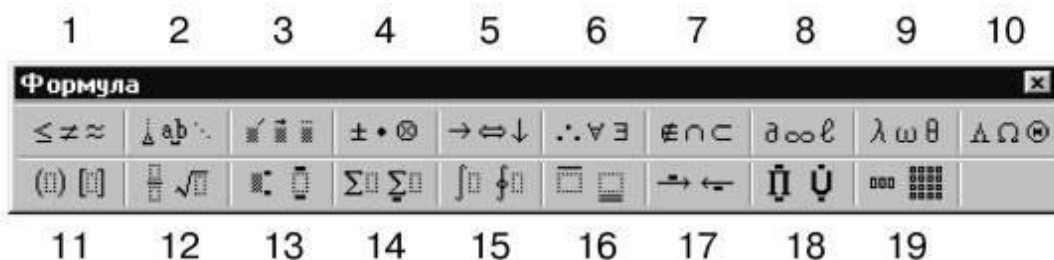 1 2 3 4 5 6 7 8 9 10
Формула
≤ ≠ ≈ ab ⋱ ± • ⊗ → ⇔ ↓ ∴ ∀ ∃ ∉ ∩ ⊂ ∂ ∞ ℓ λ ω θ Λ Ω Θ
(▯) [▯] √▯ Σ▯ Σ▯ ∫▯ ∮▯ → ← Π Ụ
11 12 13 14 15 16 17 18 19